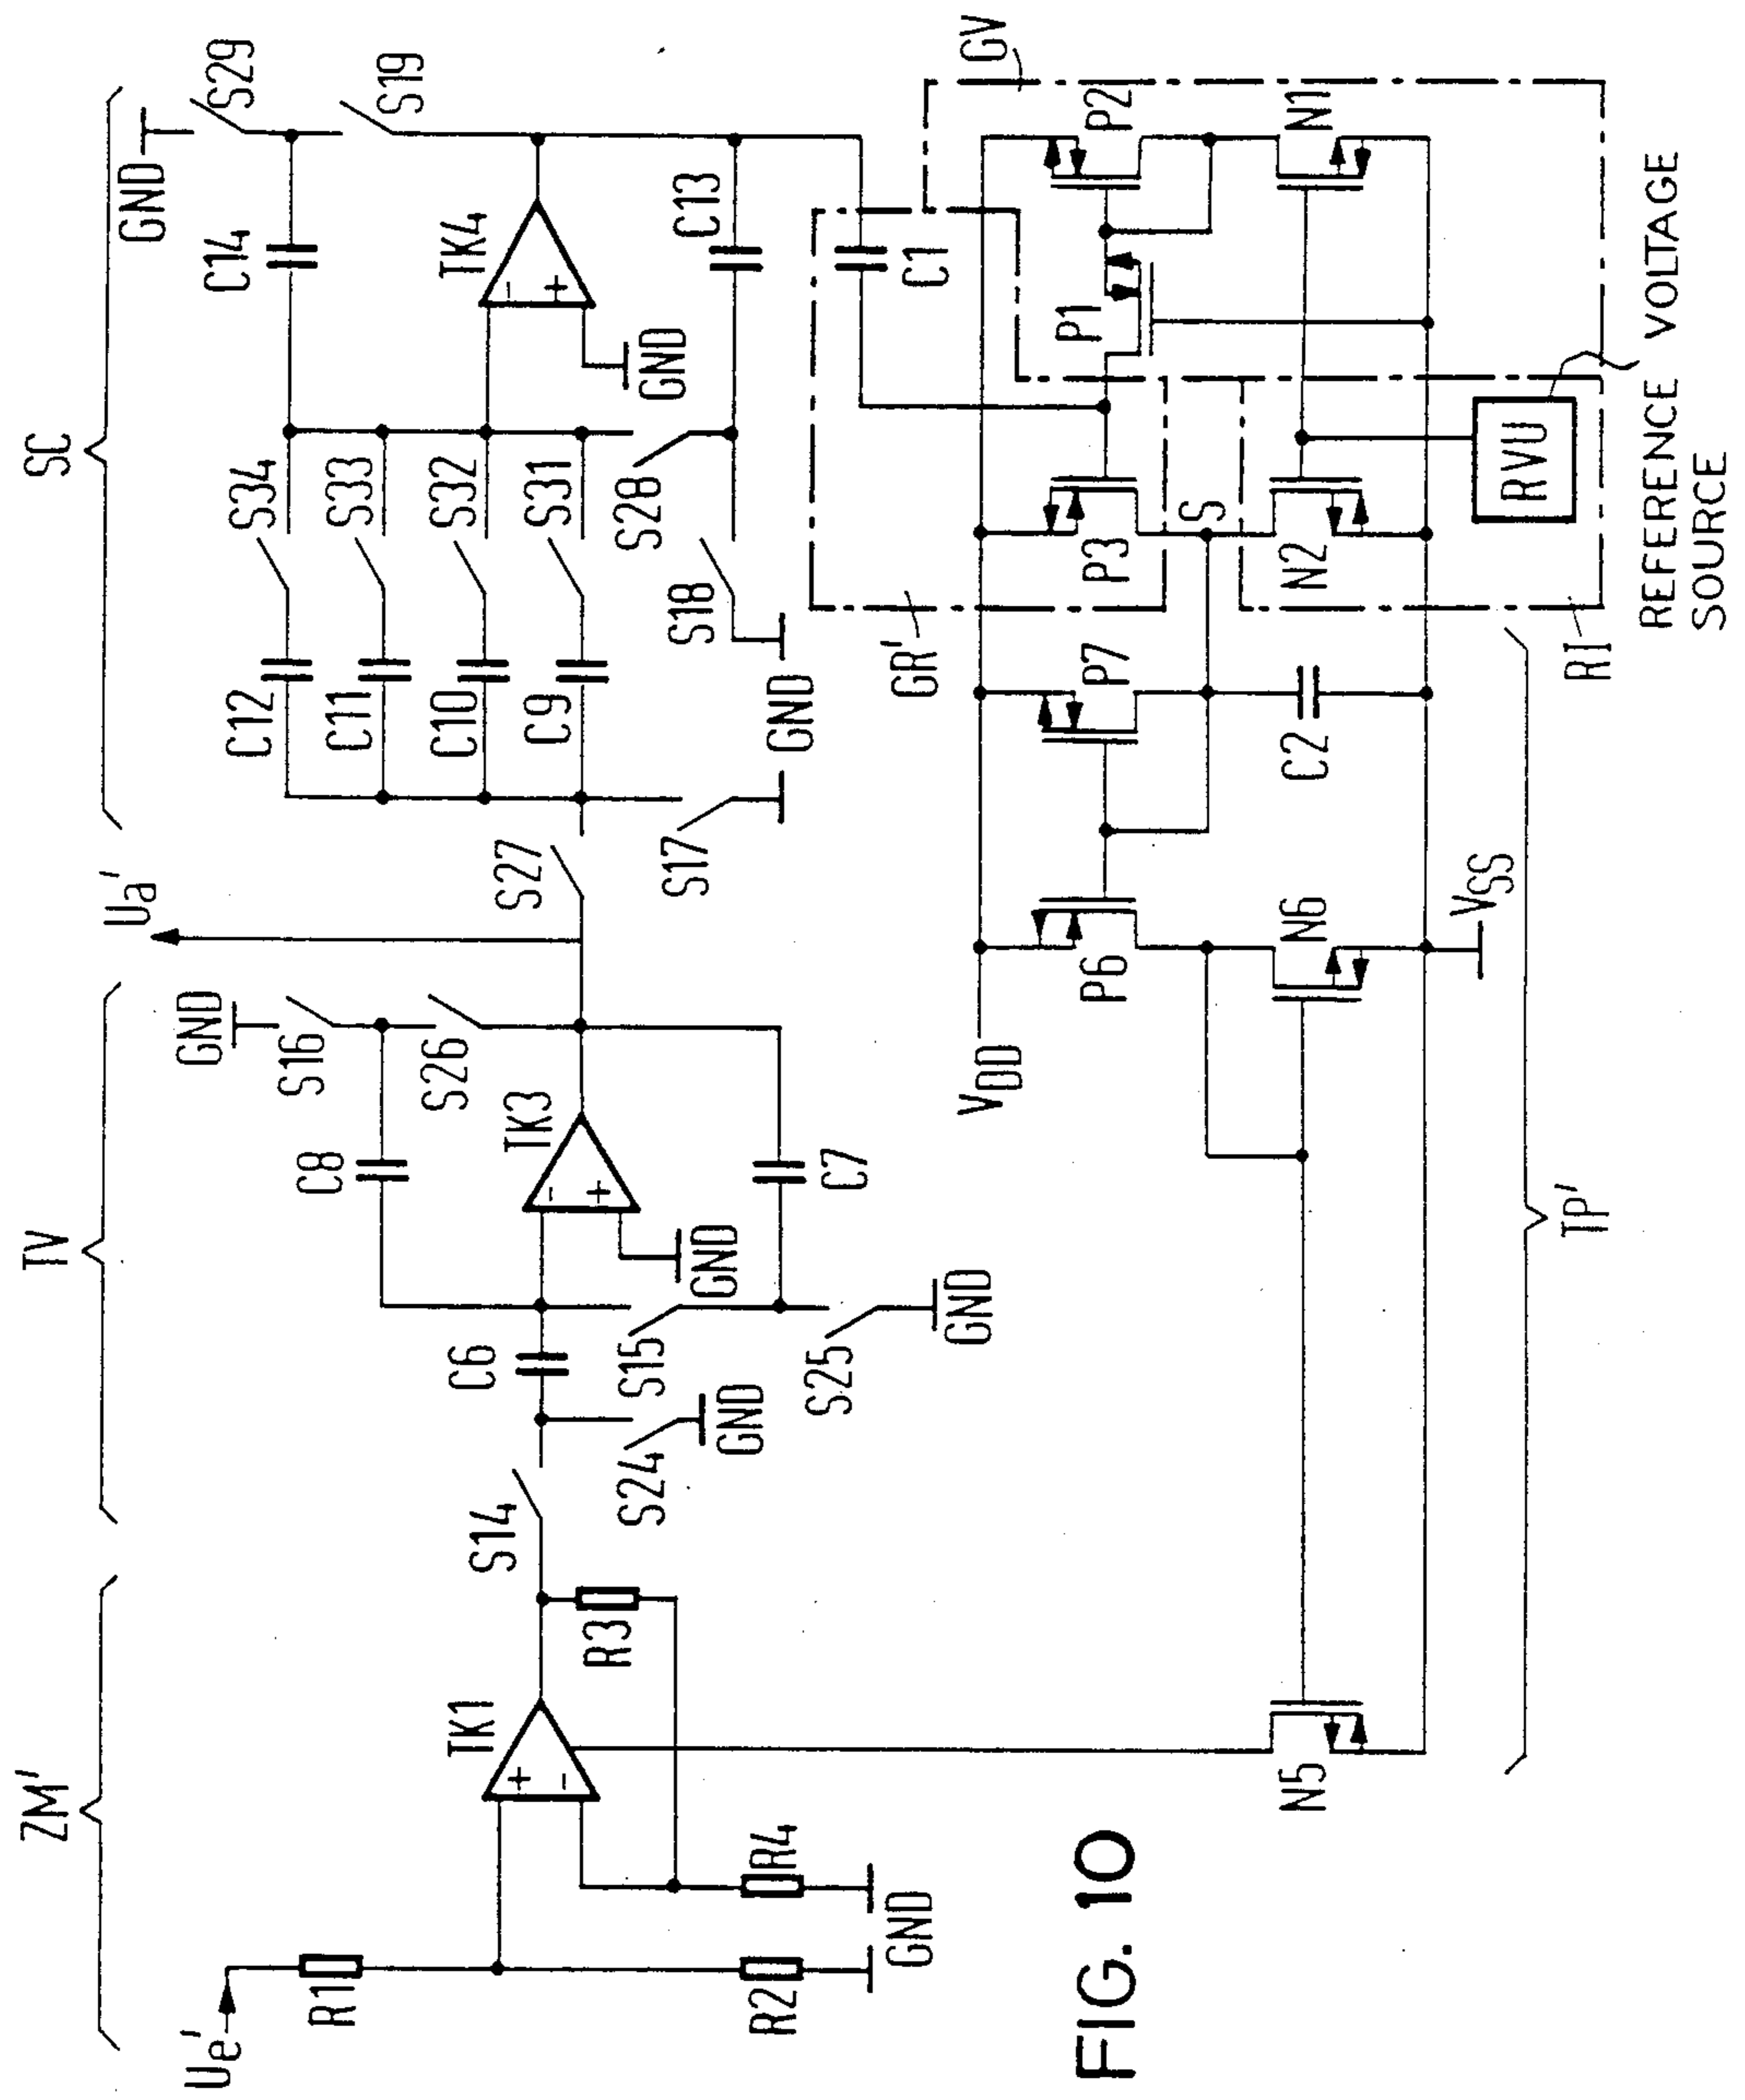 ZM'
TV
Ua'
SC
Ue'
R1
R2
GND
R4
TK1
+
-
R3
S14
S24
GND
C6
S15
S25
GND
C8
TK3
-
+
GND
C7
GND
S16
S26
S27
S17
GND
C12
C11
C10
C9
S34
S33
S32
S31
S28
S18
C14
TK4
-
+
GND
C13
GND
S29
S19
C1
GV
GR'
VDD
P6
P7
P3
P1
P2
S
N5
N6
C2
N2
N1
VSS
RVU
RI
REFERENCE VOLTAGE
SOURCE
TP'
FIG. 10